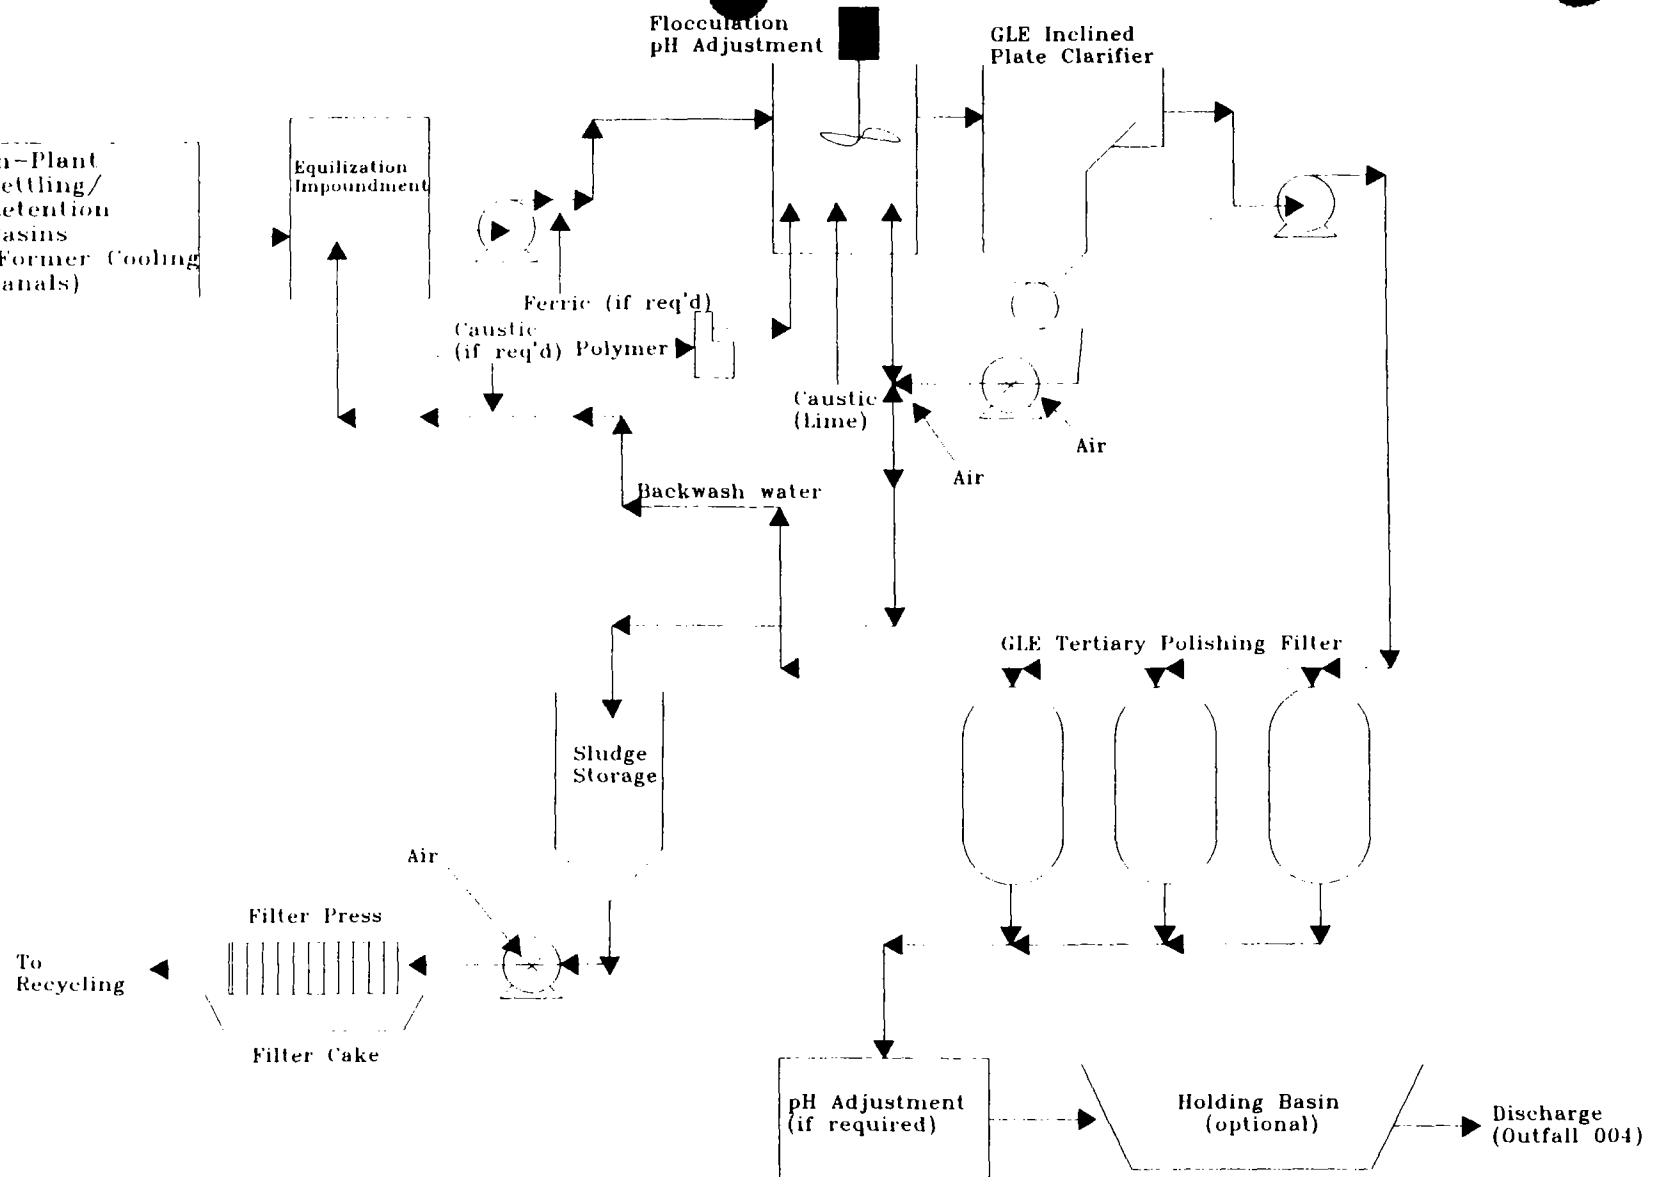 Flocculation
pH Adjustment
GLE Inclined
Plate Clarifier
n-Plant
ettling/
etention
asins
Former Cooling
anals)
Equilization
Impoundment
Ferric (if req'd)
Caustic
(if req'd)
Polymer
Caustic
(Lime)
Air
Air
Backwash water
GLE Tertiary Polishing Filter
Sludge
Storage
Air
Filter Press
To
Recycling
Filter Cake
pH Adjustment
(if required)
Holding Basin
(optional)
Discharge
(Outfall 004)